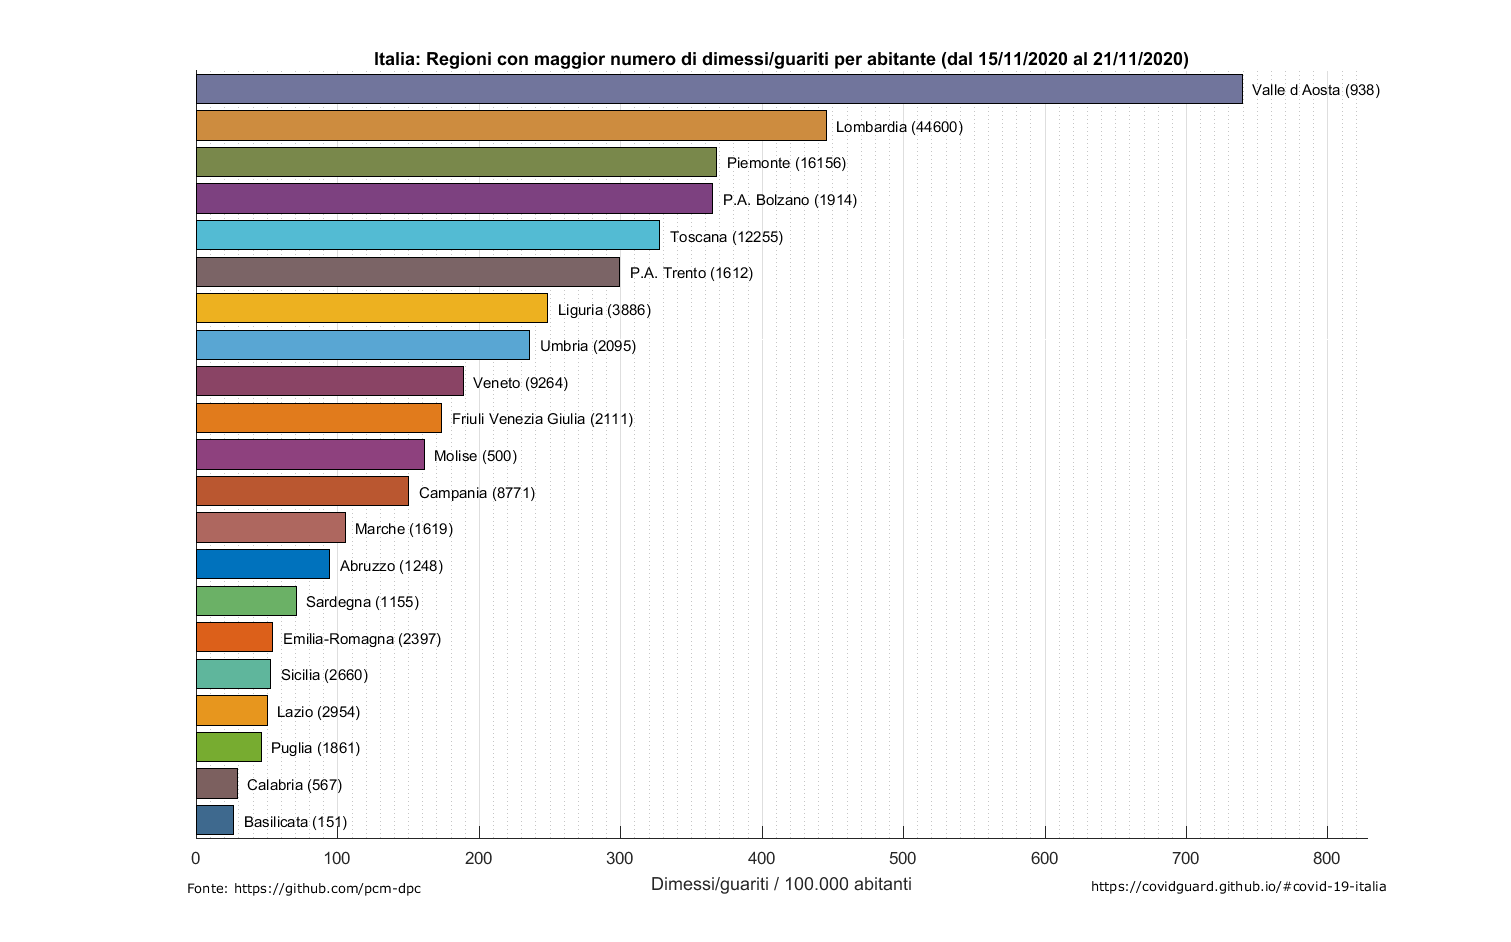 Italia: Regioni con maggior numero di dimessi/guariti per abitante (dal 15/11/2020 al 21/11/2020)
Valle d Aosta (938)
Lombardia (44600)
Piemonte (16156)
P.A. Bolzano (1914)
Toscana (12255)
P.A. Trento (1612)
Liguria (3886)
Umbria (2095)
Veneto (9264)
Friuli Venezia Giulia (2111)
Molise (500)
Campania (8771)
Marche (1619)
Abruzzo (1248)
Sardegna (1155)
Emilia-Romagna (2397)
Sicilia (2660)
Lazio (2954)
Puglia (1861)
Calabria (567)
Basilicata (151)
0 100 200 300 400 500 600 700 800
Dimessi/guariti / 100.000 abitanti
Fonte: https://github.com/pcm-dpc
https://covidguard.github.io/#covid-19-italia